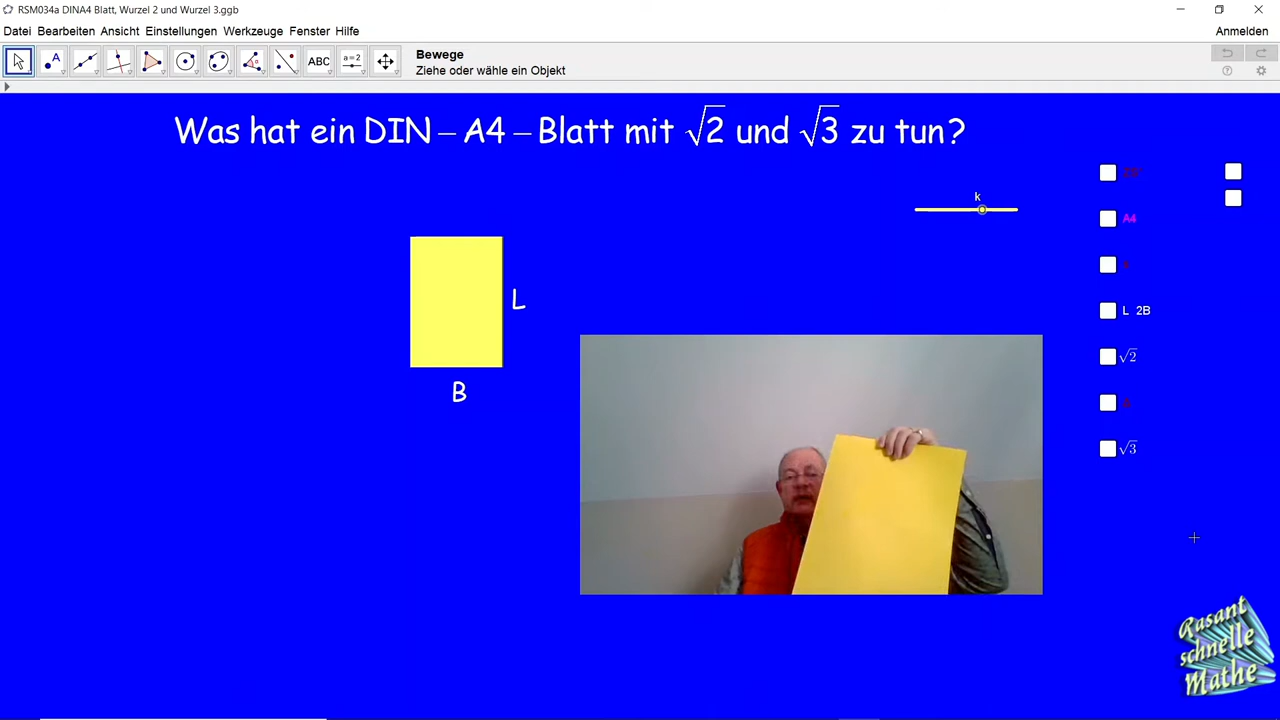 RSM034a DINA4 Blatt, Wurzel 2 und Wurzel 3.ggb
Datei Bearbeiten Ansicht Einstellungen Werkzeuge Fenster Hilfe
Anmelden
A
ABC
a=2
Bewege
Ziehe oder wähle ein Objekt
Was hat ein DIN – A4 – Blatt mit √2 und √3 zu tun?
k
A4
L
L 2B
√2
B
√3
Rasant
schnelle
Mathe